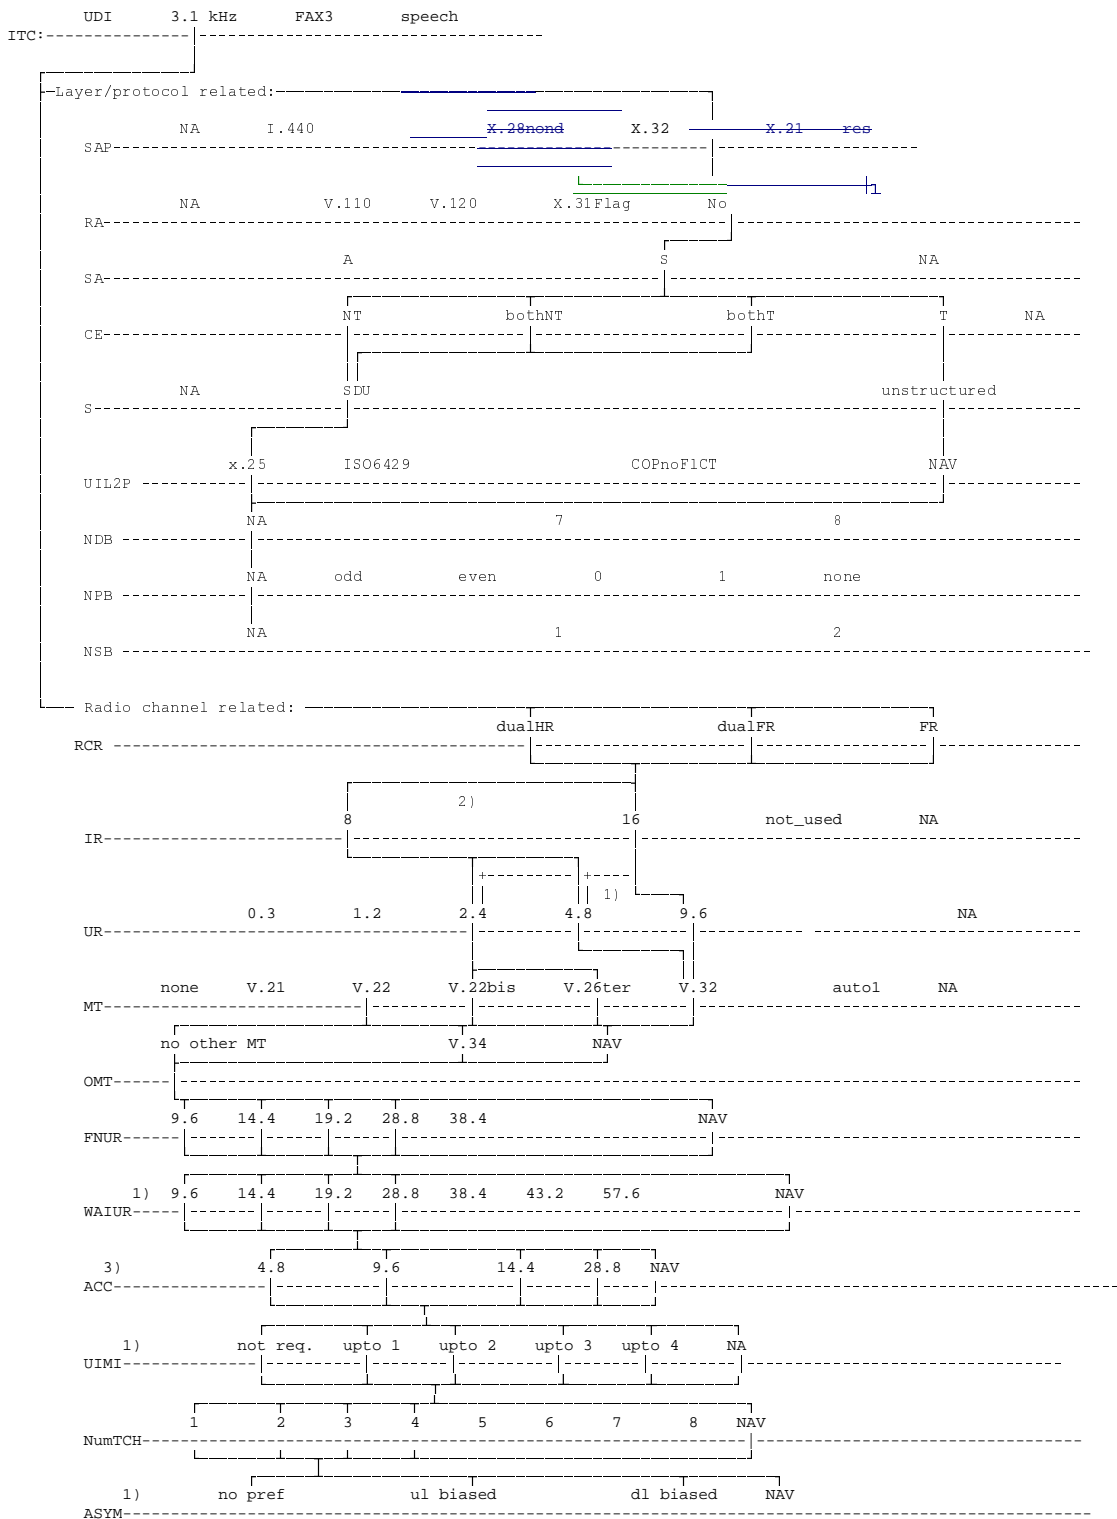 UDI 3.1 kHz FAX3 speech
ITC:
Layer/protocol related:
NA I.440 X.28nond X.32 X.21 res
SAP
NA V.110 V.120 X.31Flag No
RA
A S NA
SA
NT bothNT bothT T NA
CE
NA SDU unstructured
S
x.25 ISO6429 COPnoFlCT NAV
UIL2P
NA 7 8
NDB
NA odd even 0 1 none
NPB
NA 1 2
NSB
Radio channel related:
dualHR dualFR FR
RCR
2)
8 16 not_used NA
IR
1)
0.3 1.2 2.4 4.8 9.6 NA
UR
none V.21 V.22 V.22bis V.26ter V.32 auto1 NA
MT
no other MT V.34 NAV
OMT
9.6 14.4 19.2 28.8 38.4 NAV
FNUR
1) 9.6 14.4 19.2 28.8 38.4 43.2 57.6 NAV
WAIUR
3) 4.8 9.6 14.4 28.8 NAV
ACC
1) not req. upto 1 upto 2 upto 3 upto 4 NA
UIMI
1 2 3 4 5 6 7 8 NAV
NumTCH
1) no pref ul biased dl biased NAV
ASYM